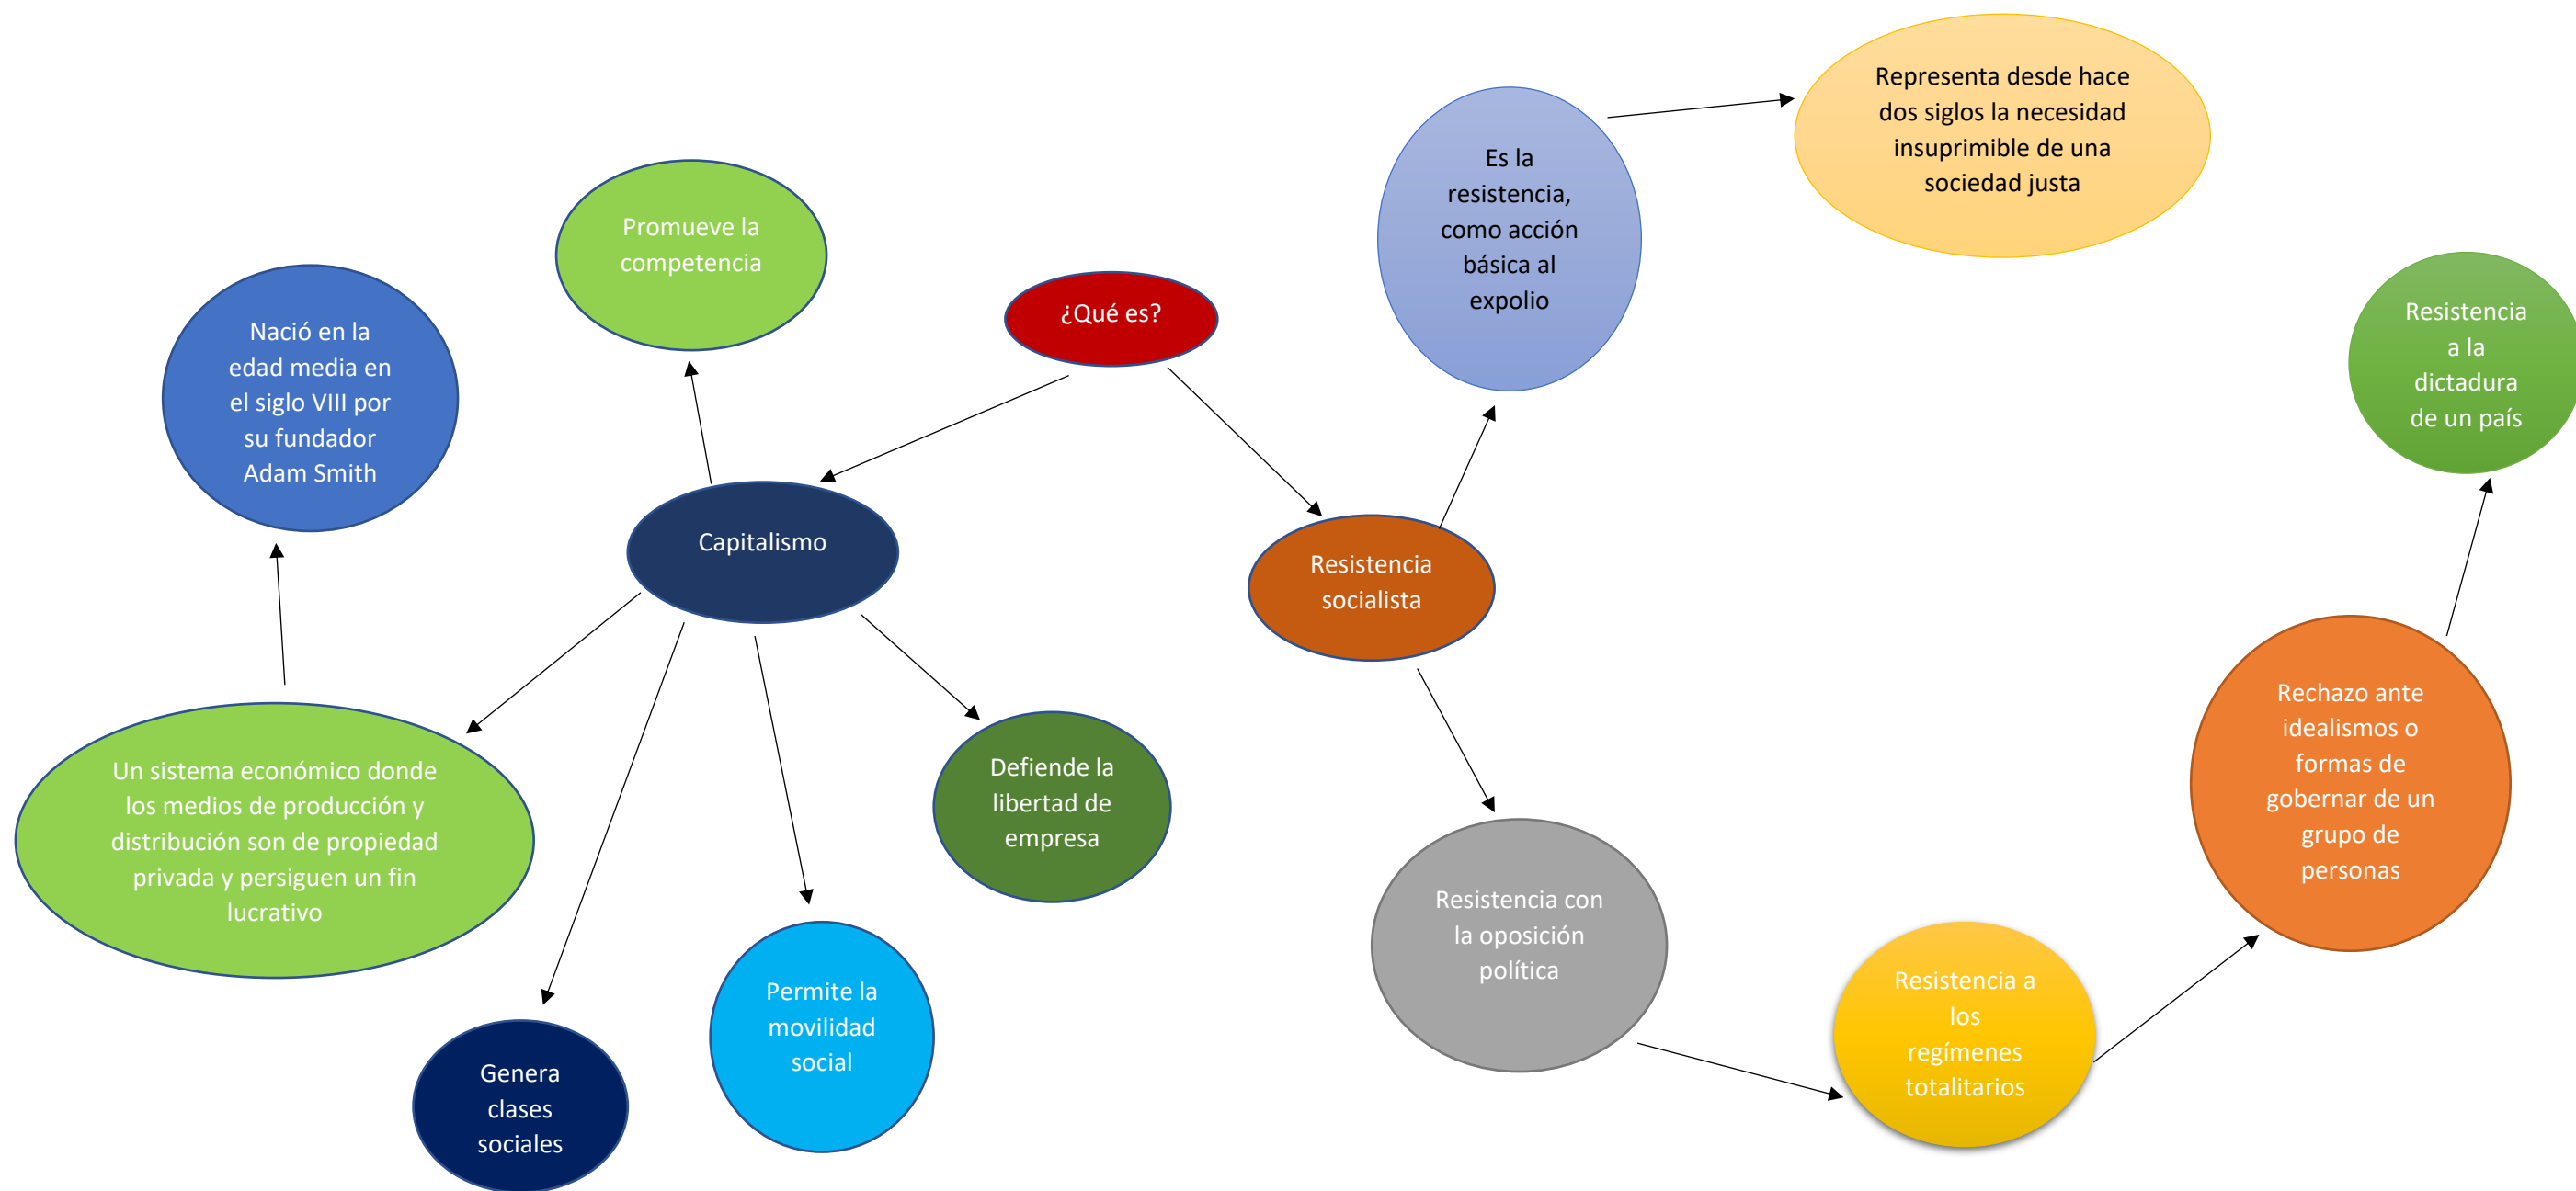 ¿Qué es?
Capitalismo
Promueve la
competencia
Un sistema económico donde
los medios de producción y
distribución son de propiedad
privada y persiguen un fin
lucrativo
Nació en la
edad media en
el siglo VIII por
su fundador
Adam Smith
Genera
clases
sociales
Permite la
movilidad
social
Defiende la
libertad de
empresa
Resistencia
socialista
Es la
resistencia,
como acción
básica al
expolio
Representa desde hace
dos siglos la necesidad
insuprimible de una
sociedad justa
Resistencia con
la oposición
política
Resistencia a
los
regímenes
totalitarios
Rechazo ante
idealismos o
formas de
gobernar de un
grupo de
personas
Resistencia
a la
dictadura
de un país